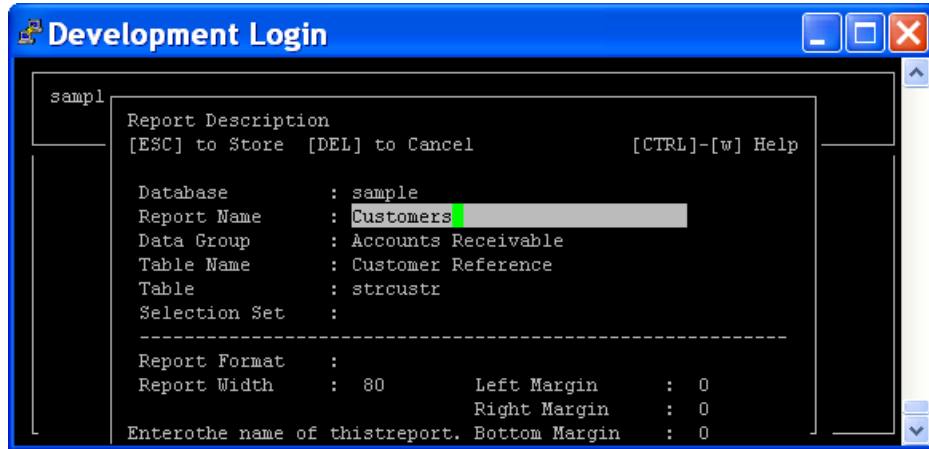 Development Login
sampl
Report Description
[ESC] to Store [DEL] to Cancel [CTRL]-[w] Help
Database : sample
Report Name : Customers
Data Group : Accounts Receivable
Table Name : Customer Reference
Table : strcustr
Selection Set :
Report Format :
Report Width : 80 Left Margin : 0
Right Margin : 0
Enterothe name of thistreport. Bottom Margin : 0